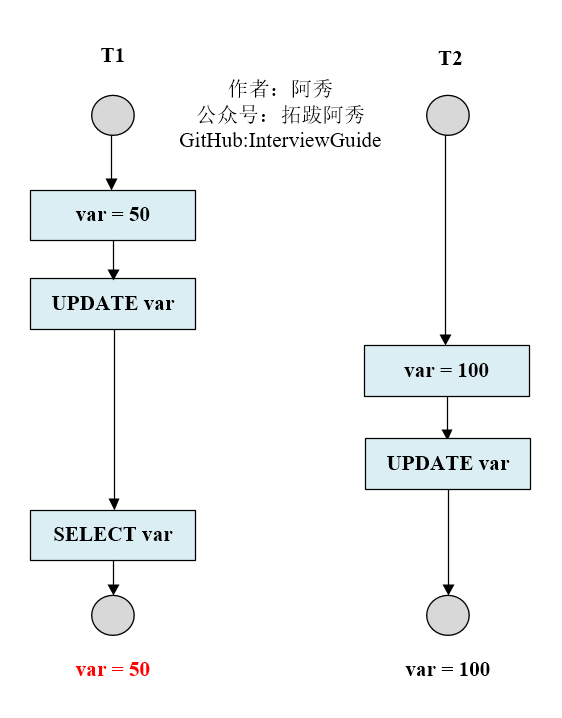 T1
T2
作者：阿秀
公众号：拓跋阿秀
GitHub:InterviewGuide
var = 50
UPDATE var
var = 100
UPDATE var
SELECT var
var = 50
var = 100